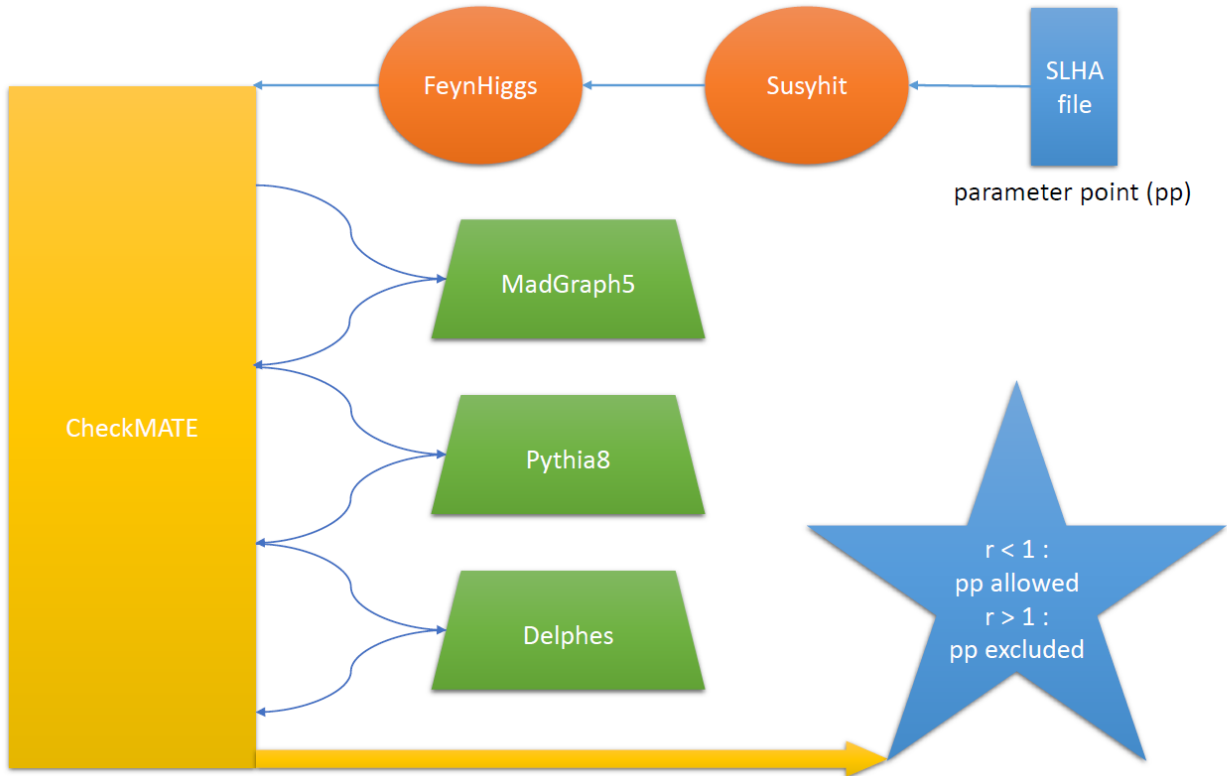 FeynHiggs
Susyhit
SLHA
file
parameter point (pp)
MadGraph5
CheckMATE
Pythia8
Delphes
r < 1 :
pp allowed
r > 1 :
pp excluded